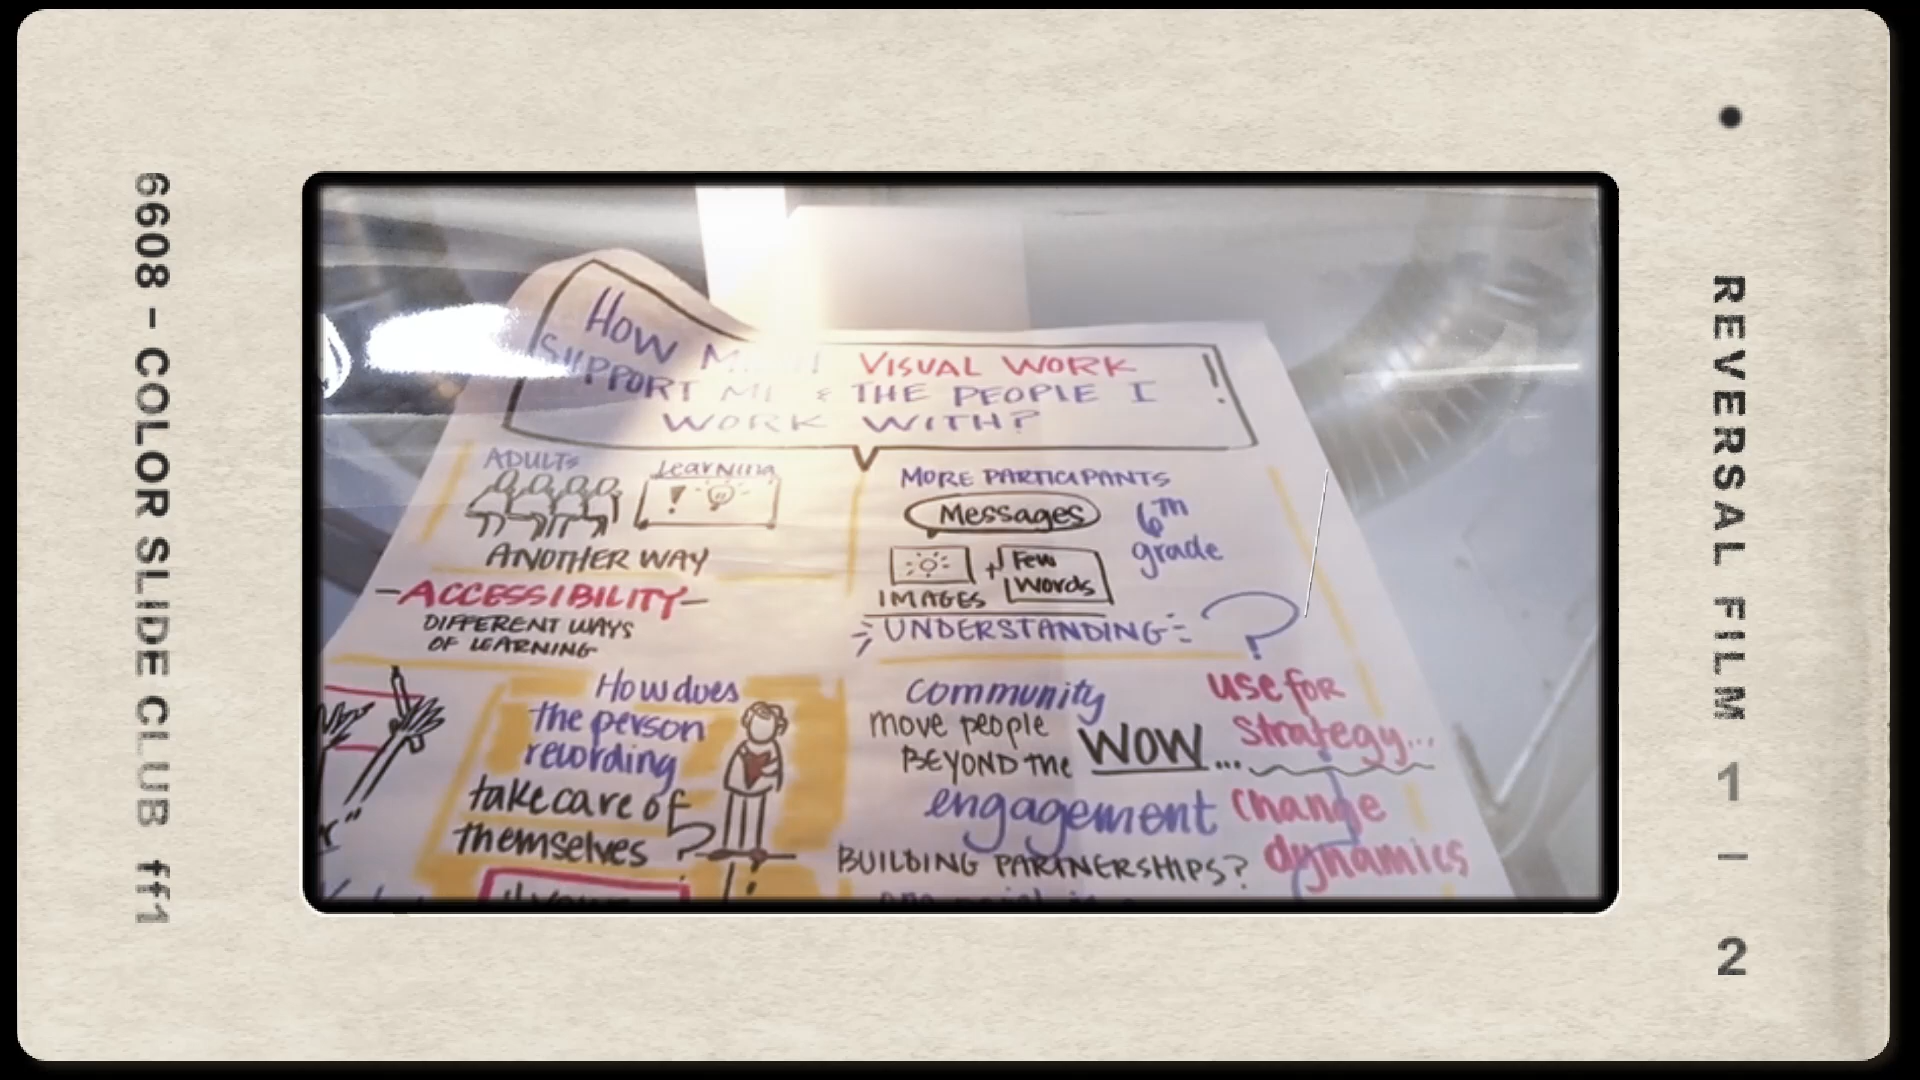 6608 – COLOR SLIDE CLUB ff1
REVERSAL FILM 1 – 2
HOW VISUAL WORK
SUPPORT ME & THE PEOPLE I
WORK WITH?
ADULTS
Learning
!
ANOTHER WAY
-ACCESSIBILITY-
DIFFERENT WAYS
OF LEARNING
MORE PARTICIPANTS
Messages
6TH
grade
+ Few
Words
IMAGES
UNDERSTANDING
?
How does
the person
recording
take care of
themselves ?
Community
move people
BEYOND the WOW...
use for
strategy...
engagement
change
dynamics
BUILDING PARTNERSHIPS?